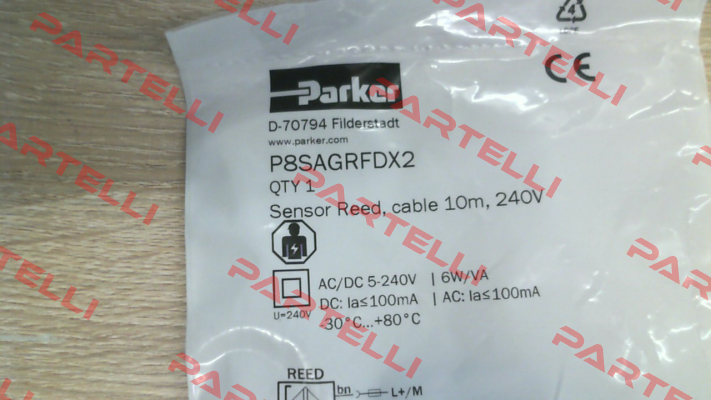 Parker
D-70794 Filderstadt
www.parker.com
P8SAGRFDX2
QTY 1
Sensor Reed, cable 10m, 240V
AC/DC 5-240V | 6W/VA
DC: Ia≤100mA | AC: Ia≤100mA
U=240V
-30°C...+80°C
REED
bn L+/M
4
CE
PARTELLI
PARTELLI
PARTELLI
PARTELLI
PARTELLI
PARTELLI
PARTELLI
PARTELLI
PARTELLI